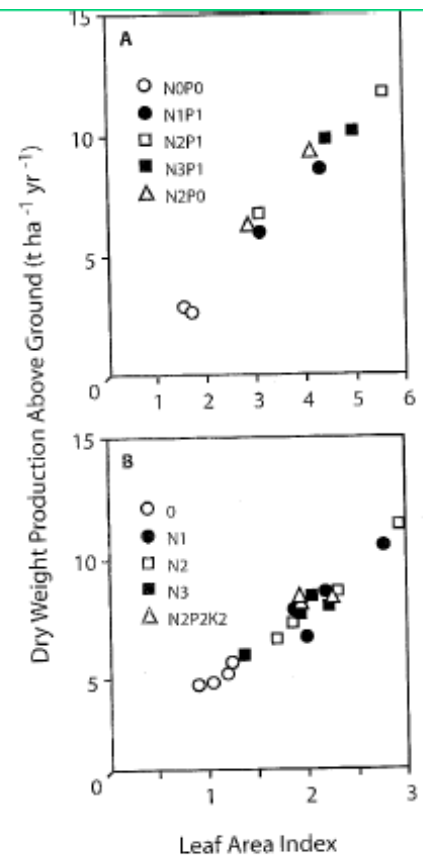 Dry Weight Production Above Ground (t ha -1 yr -1)
15
A
N0P0
N1P1
10
N2P1
N3P1
N2P0
5
0
1 2 3 4 5 6
15
B
0
N1
10
N2
N3
N2P2K2
5
0
1 2 3
Leaf Area Index